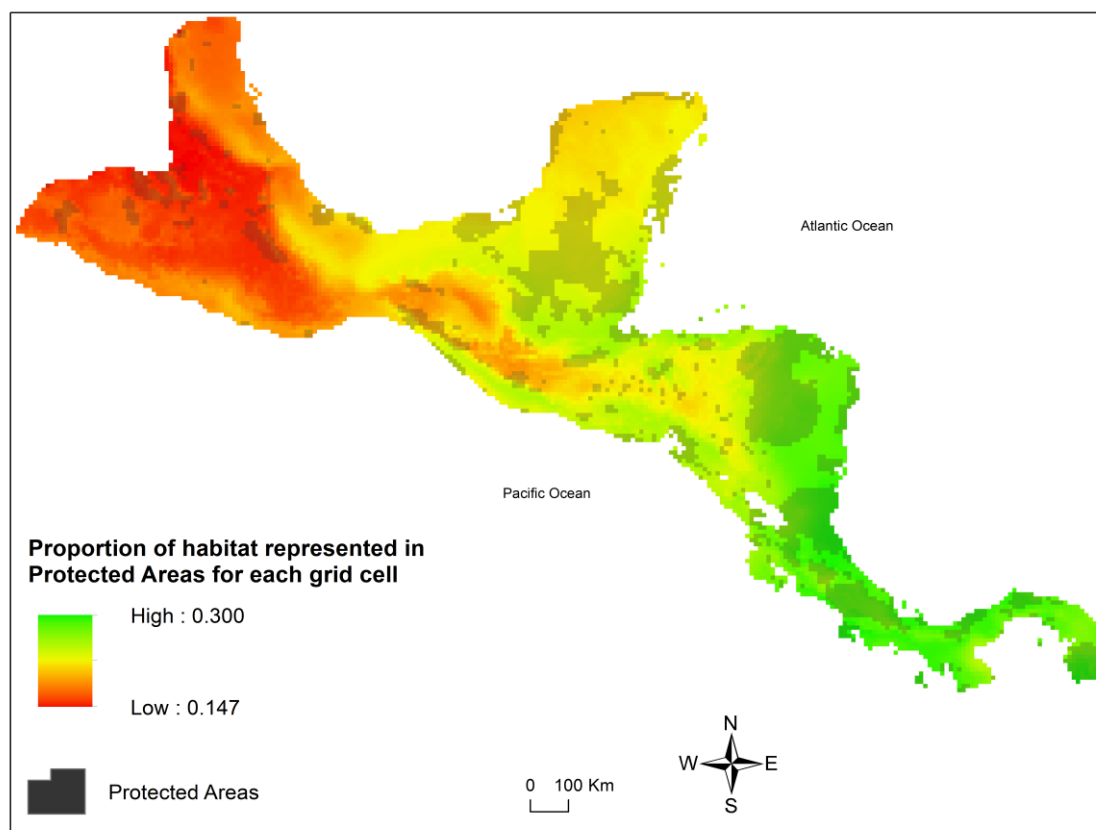 Atlantic Ocean
Pacific Ocean
Proportion of habitat represented in
Protected Areas for each grid cell
High : 0.300
Low : 0.147
Protected Areas
0 100 Km
N
W E
S